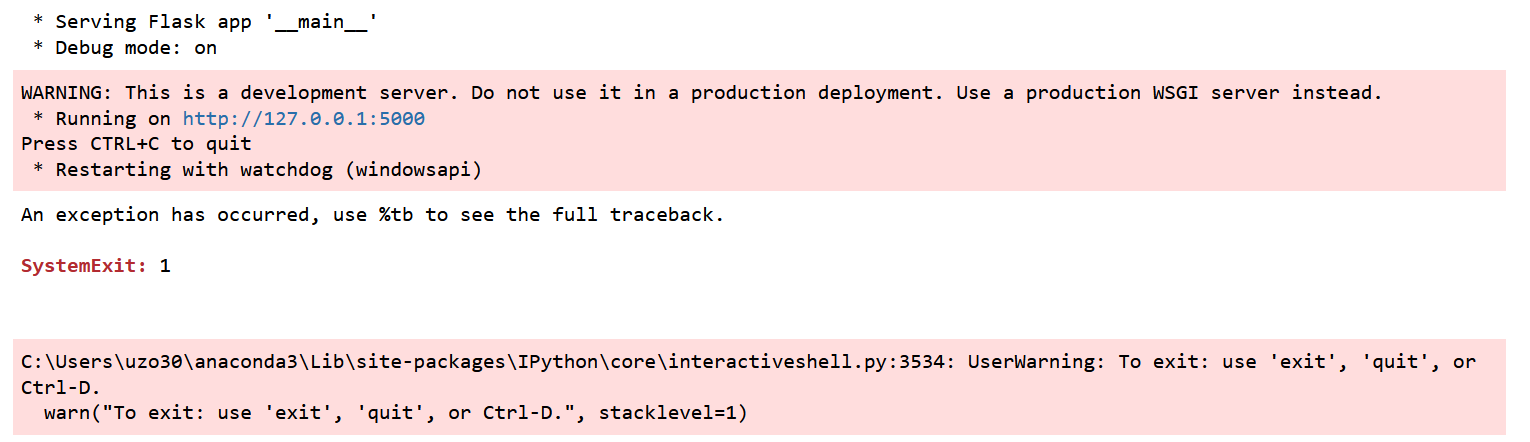 * Serving Flask app '__main__'
* Debug mode: on
WARNING: This is a development server. Do not use it in a production deployment. Use a production WSGI server instead.
* Running on http://127.0.0.1:5000
Press CTRL+C to quit
* Restarting with watchdog (windowsapi)
An exception has occurred, use %tb to see the full traceback.
SystemExit: 1
C:\Users\uzo30\anaconda3\Lib\site-packages\IPython\core\interactiveshell.py:3534: UserWarning: To exit: use 'exit', 'quit', or
Ctrl-D.
warn("To exit: use 'exit', 'quit', or Ctrl-D.", stacklevel=1)